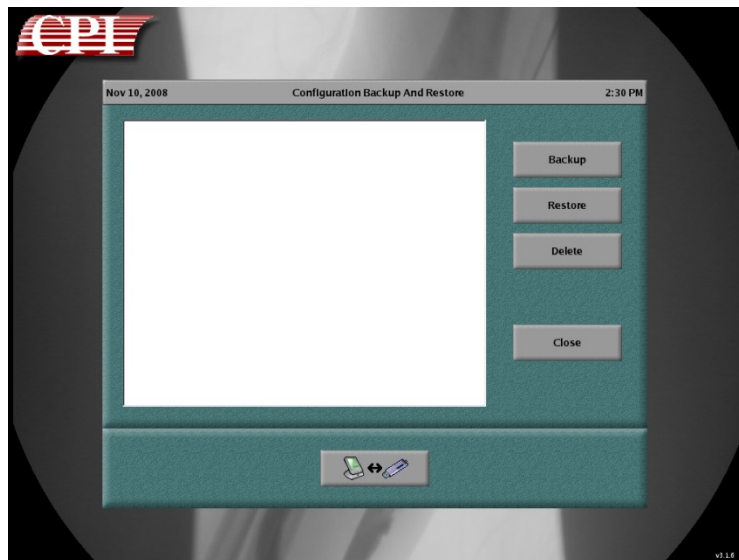 CPI
Nov 10, 2008 Configuration Backup And Restore 2:30 PM
Backup
Restore
Delete
Close
v3.1.6